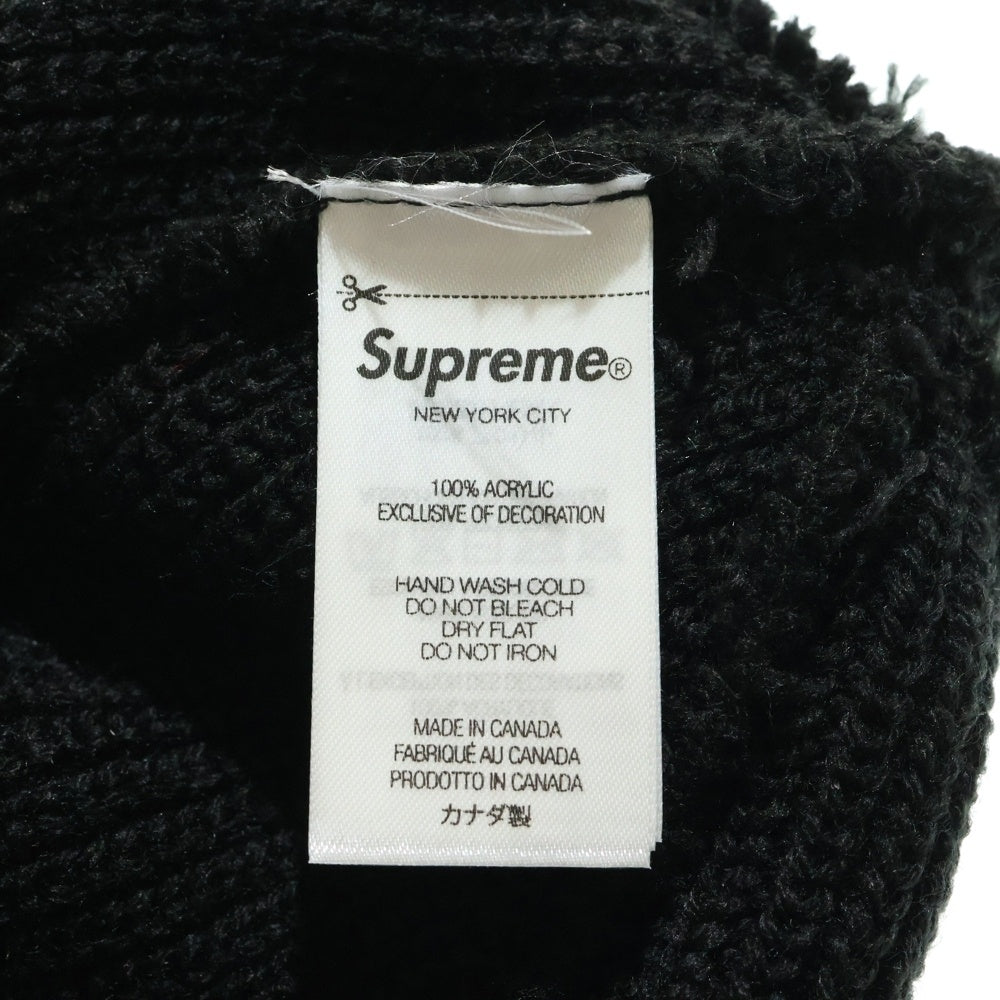 Supreme®
NEW YORK CITY
100% ACRYLIC
EXCLUSIVE OF DECORATION
HAND WASH COLD
DO NOT BLEACH
DRY FLAT
DO NOT IRON
MADE IN CANADA
FABRIQUÉ AU CANADA
PRODOTTO IN CANADA
カナダ製